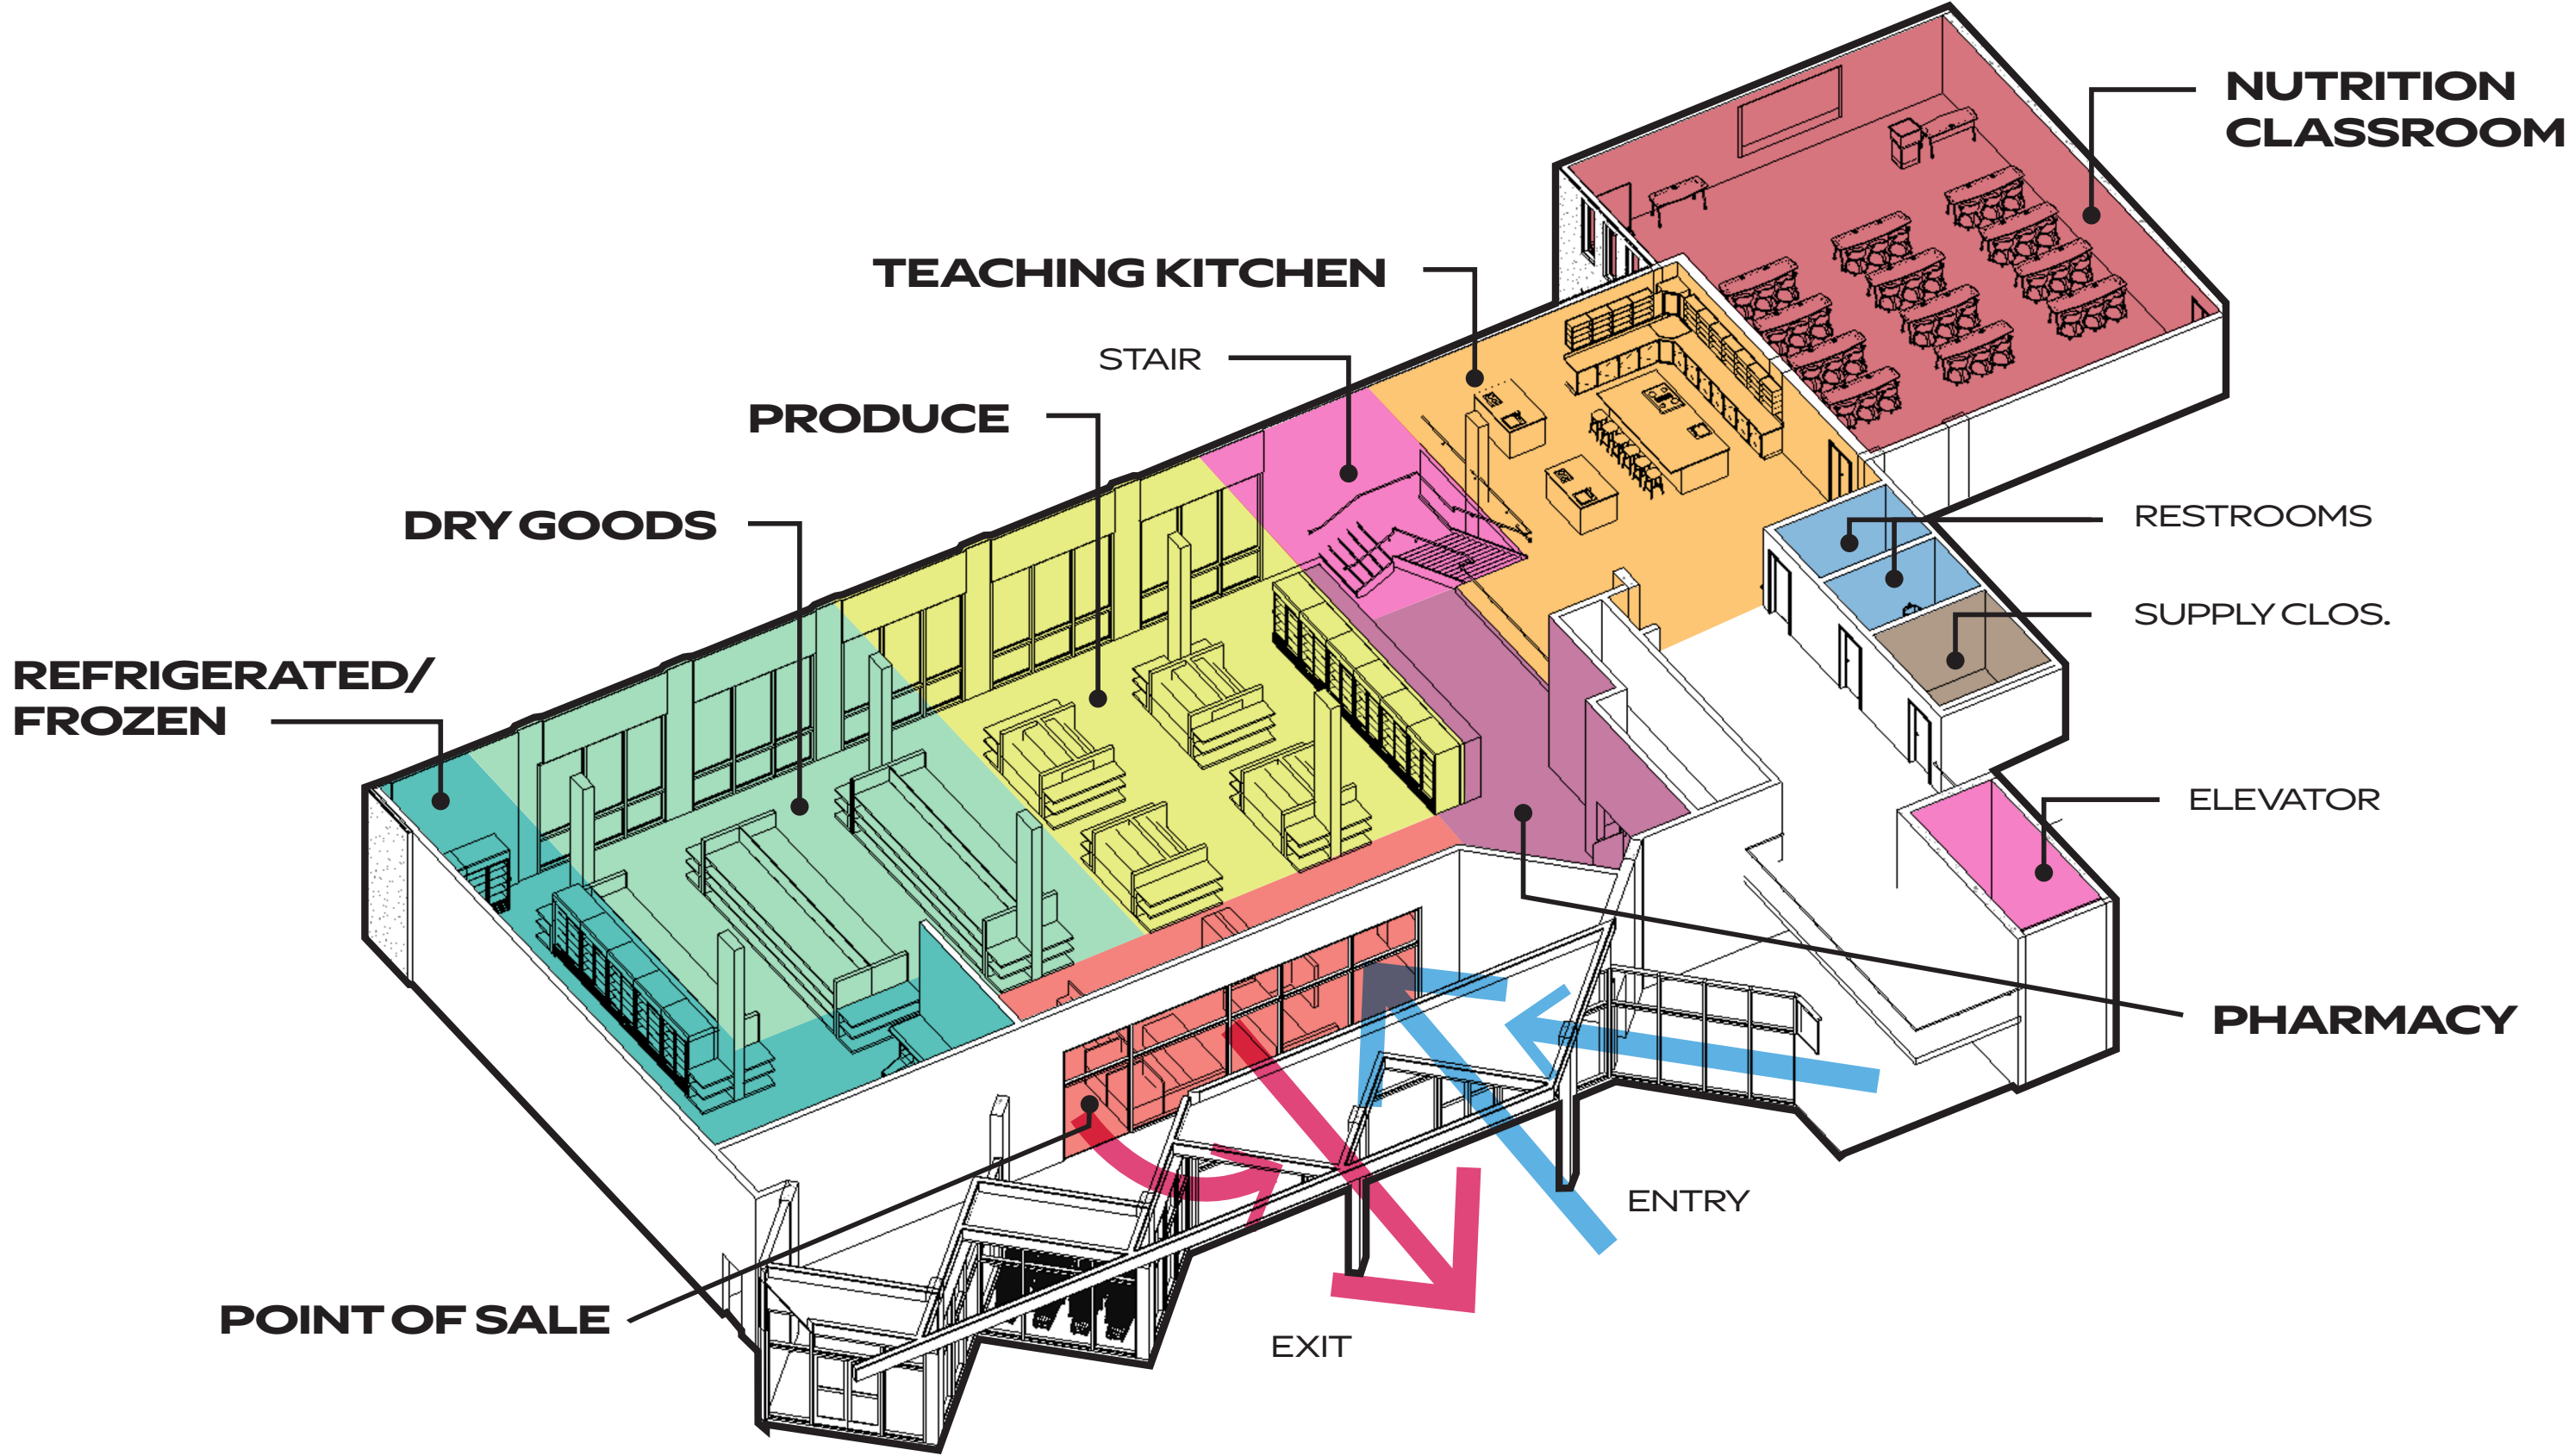 NUTRITION
CLASSROOM
TEACHING KITCHEN
STAIR
PRODUCE
DRY GOODS
RESTROOMS
SUPPLY CLOS.
REFRIGERATED/
FROZEN
ELEVATOR
PHARMACY
ENTRY
POINT OF SALE
EXIT